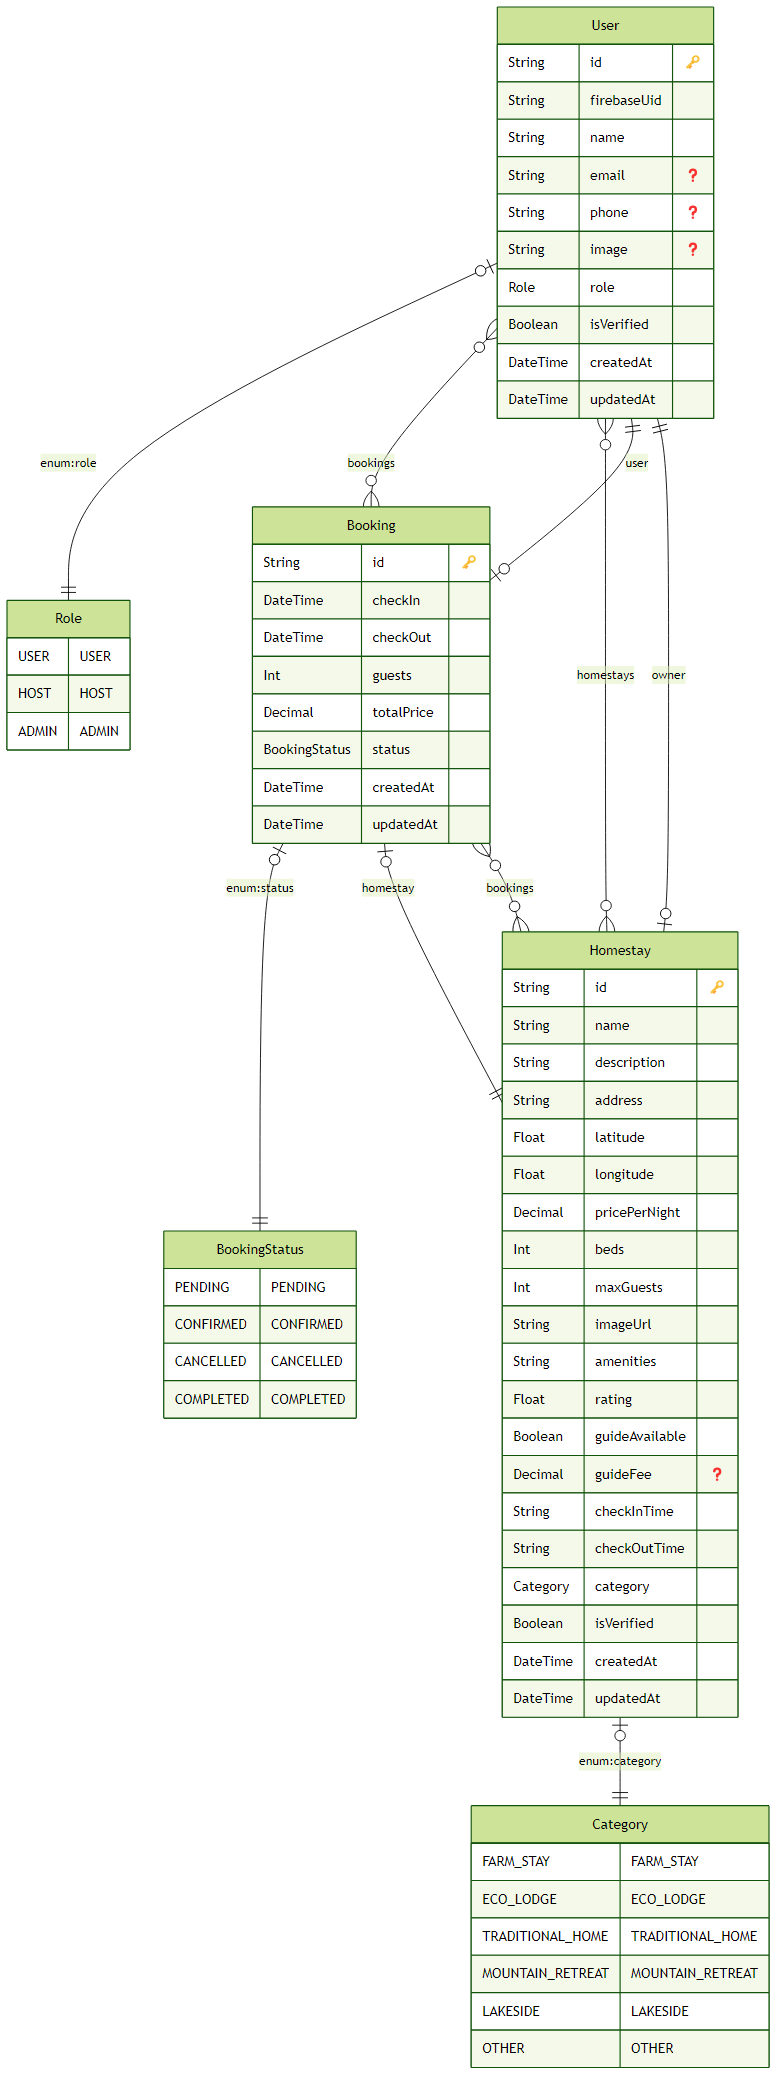 User
String id 🔑
String firebaseUid
String name
String email ❓
String phone ❓
String image ❓
Role role
Boolean isVerified
DateTime createdAt
DateTime updatedAt
enum:role
bookings
user
Booking
String id 🔑
DateTime checkIn
DateTime checkOut
Int guests
Decimal totalPrice
BookingStatus status
DateTime createdAt
DateTime updatedAt
Role
USER USER
HOST HOST
ADMIN ADMIN
homestays
owner
enum:status
homestay
bookings
Homestay
String id 🔑
String name
String description
String address
Float latitude
Float longitude
Decimal pricePerNight
Int beds
Int maxGuests
String imageUrl
String amenities
Float rating
Boolean guideAvailable
Decimal guideFee ❓
String checkInTime
String checkOutTime
Category category
Boolean isVerified
DateTime createdAt
DateTime updatedAt
BookingStatus
PENDING PENDING
CONFIRMED CONFIRMED
CANCELLED CANCELLED
COMPLETED COMPLETED
enum:category
Category
FARM_STAY FARM_STAY
ECO_LODGE ECO_LODGE
TRADITIONAL_HOME TRADITIONAL_HOME
MOUNTAIN_RETREAT MOUNTAIN_RETREAT
LAKESIDE LAKESIDE
OTHER OTHER